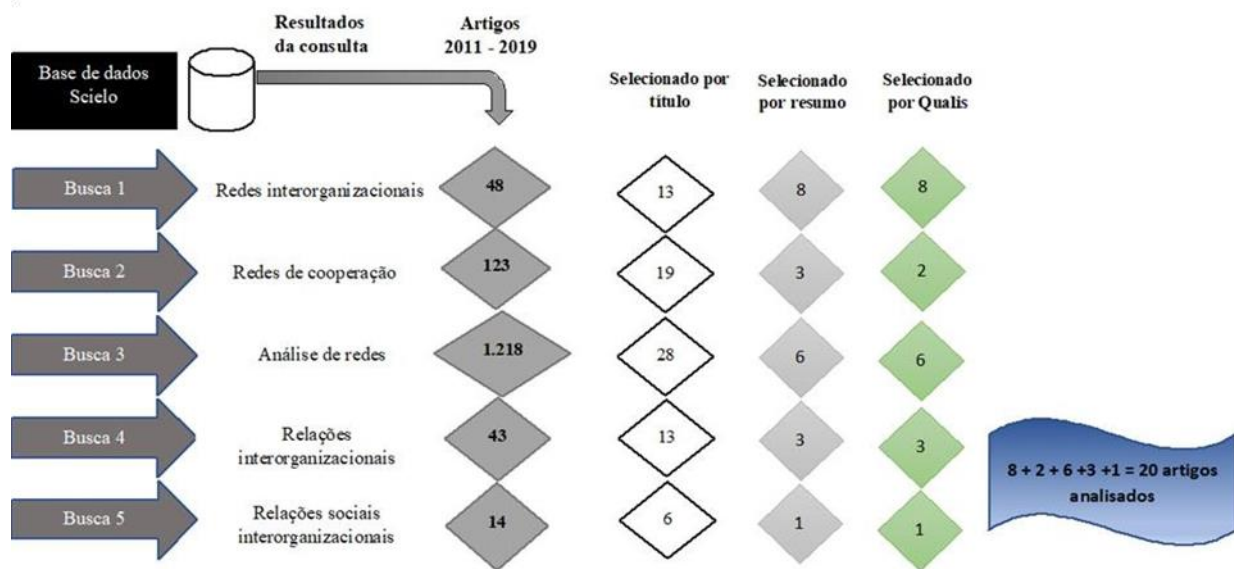 Resultados
da consulta
Artigos
2011 - 2019
Base de dados
Scielo
Selecionado por
título
Selecionado
por resumo
Selecionado
por Qualis
Busca 1
Redes interorganizacionais
48
13
8
8
Busca 2
Redes de cooperação
123
19
3
2
Busca 3
Análise de redes
1.218
28
6
6
Busca 4
Relações
interorganizacionais
43
13
3
3
Busca 5
Relações sociais
interorganizacionais
14
6
1
1
8 + 2 + 6 +3 +1 = 20 artigos
analisados